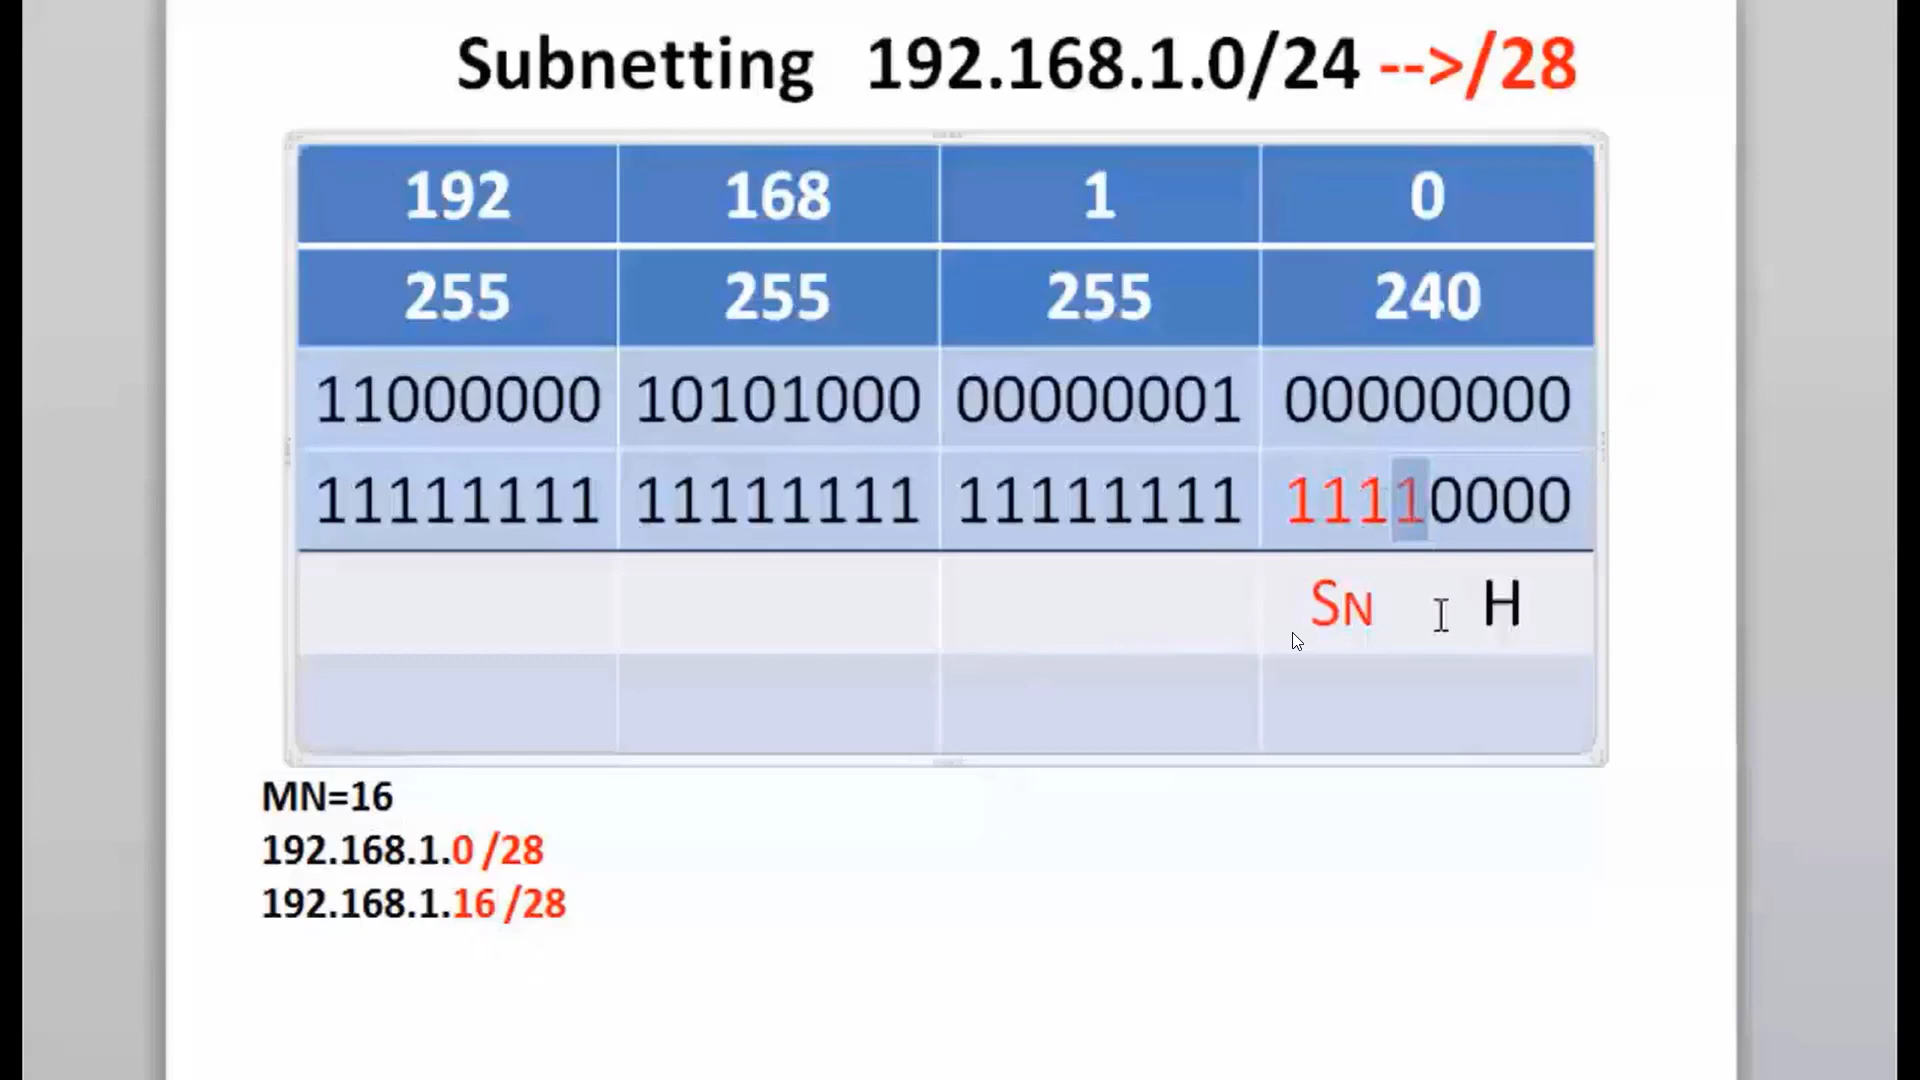 Subnetting 192.168.1.0/24 -->/28
192 168 1 0
255 255 255 240
11000000 10101000 00000001 00000000
11111111 11111111 11111111 11110000
SN H
MN=16
192.168.1.0 /28
192.168.1.16 /28